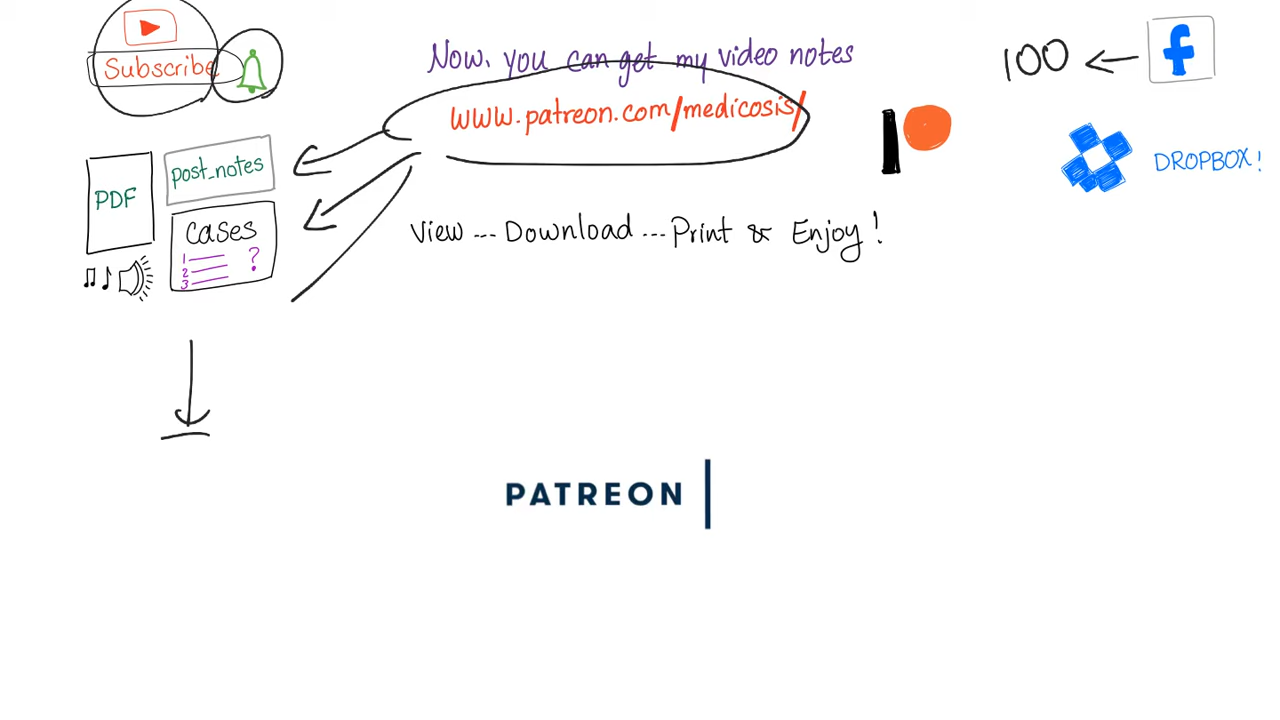 Subscribe
Now, you can get my video notes
www.patreon.com/medicosis/
100
f
DROPBOX!
PDF
post_notes
cases
1
2
3
?
View ... Download ... Print & Enjoy!
PATREON